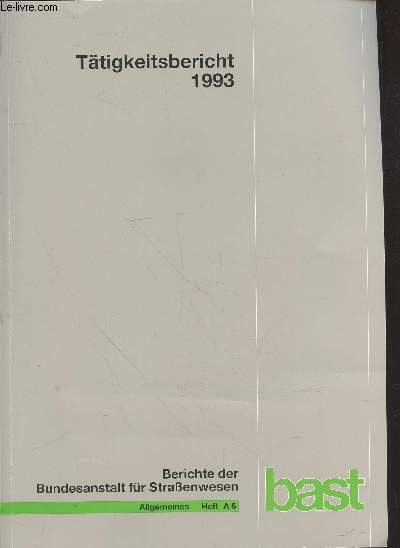 Le-livre.com
Tätigkeitsbericht
1993
Berichte der
Bundesanstalt für Straßenwesen
Allgemeines Heft A 6
bast